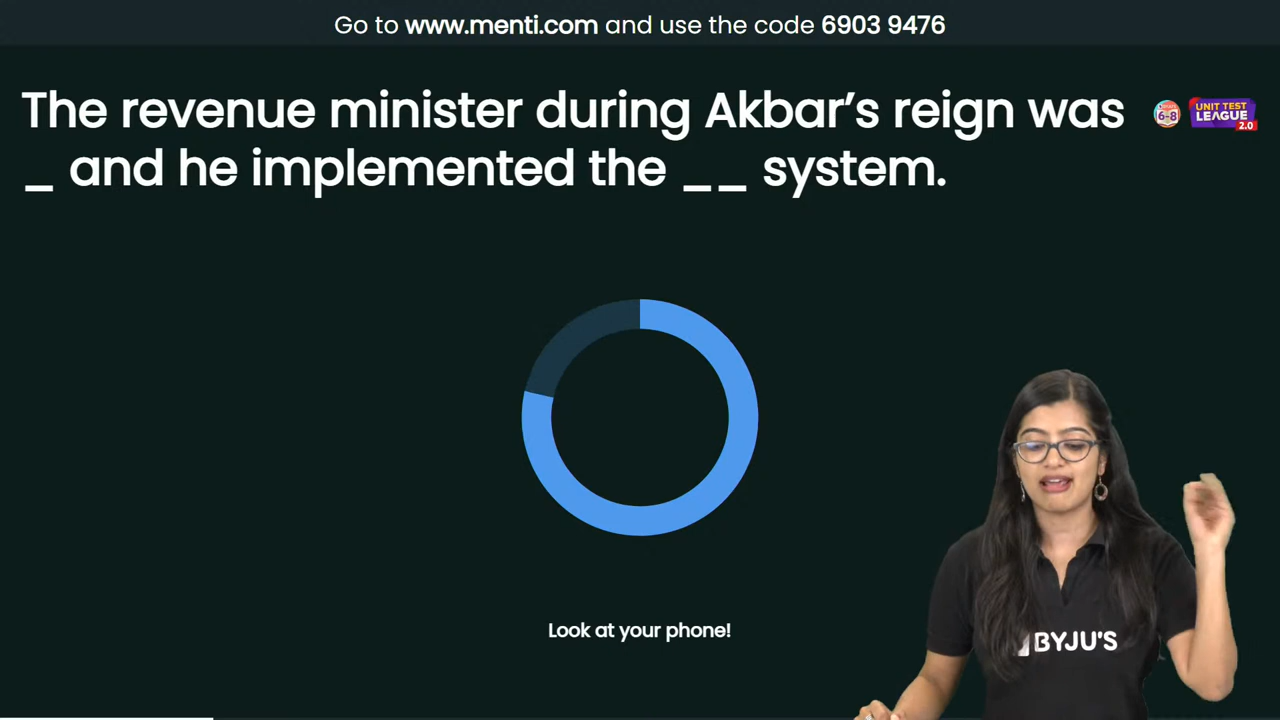 Go to www.menti.com and use the code 6903 9476
The revenue minister during Akbar's reign was
_ and he implemented the _ _ system.
6-8
UNIT TEST
LEAGUE
2.0
Look at your phone!
BYJU'S